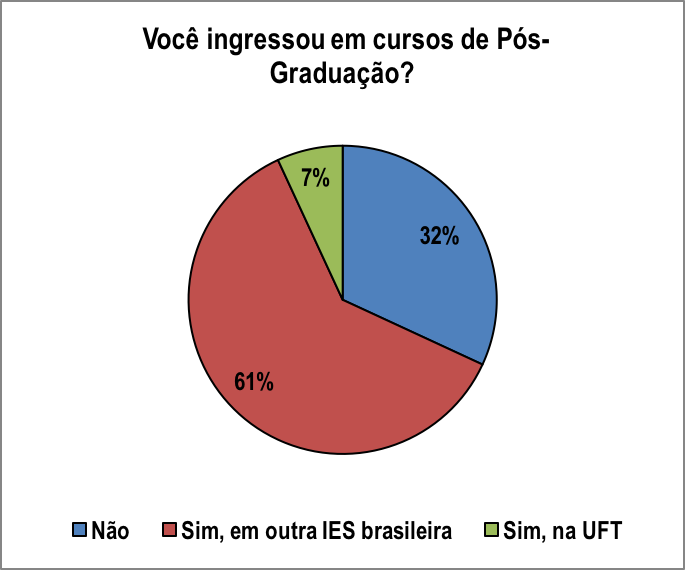 Você ingressou em cursos de Pós-
Graduação?
7%
32%
61%
Não
Sim, em outra IES brasileira
Sim, na UFT